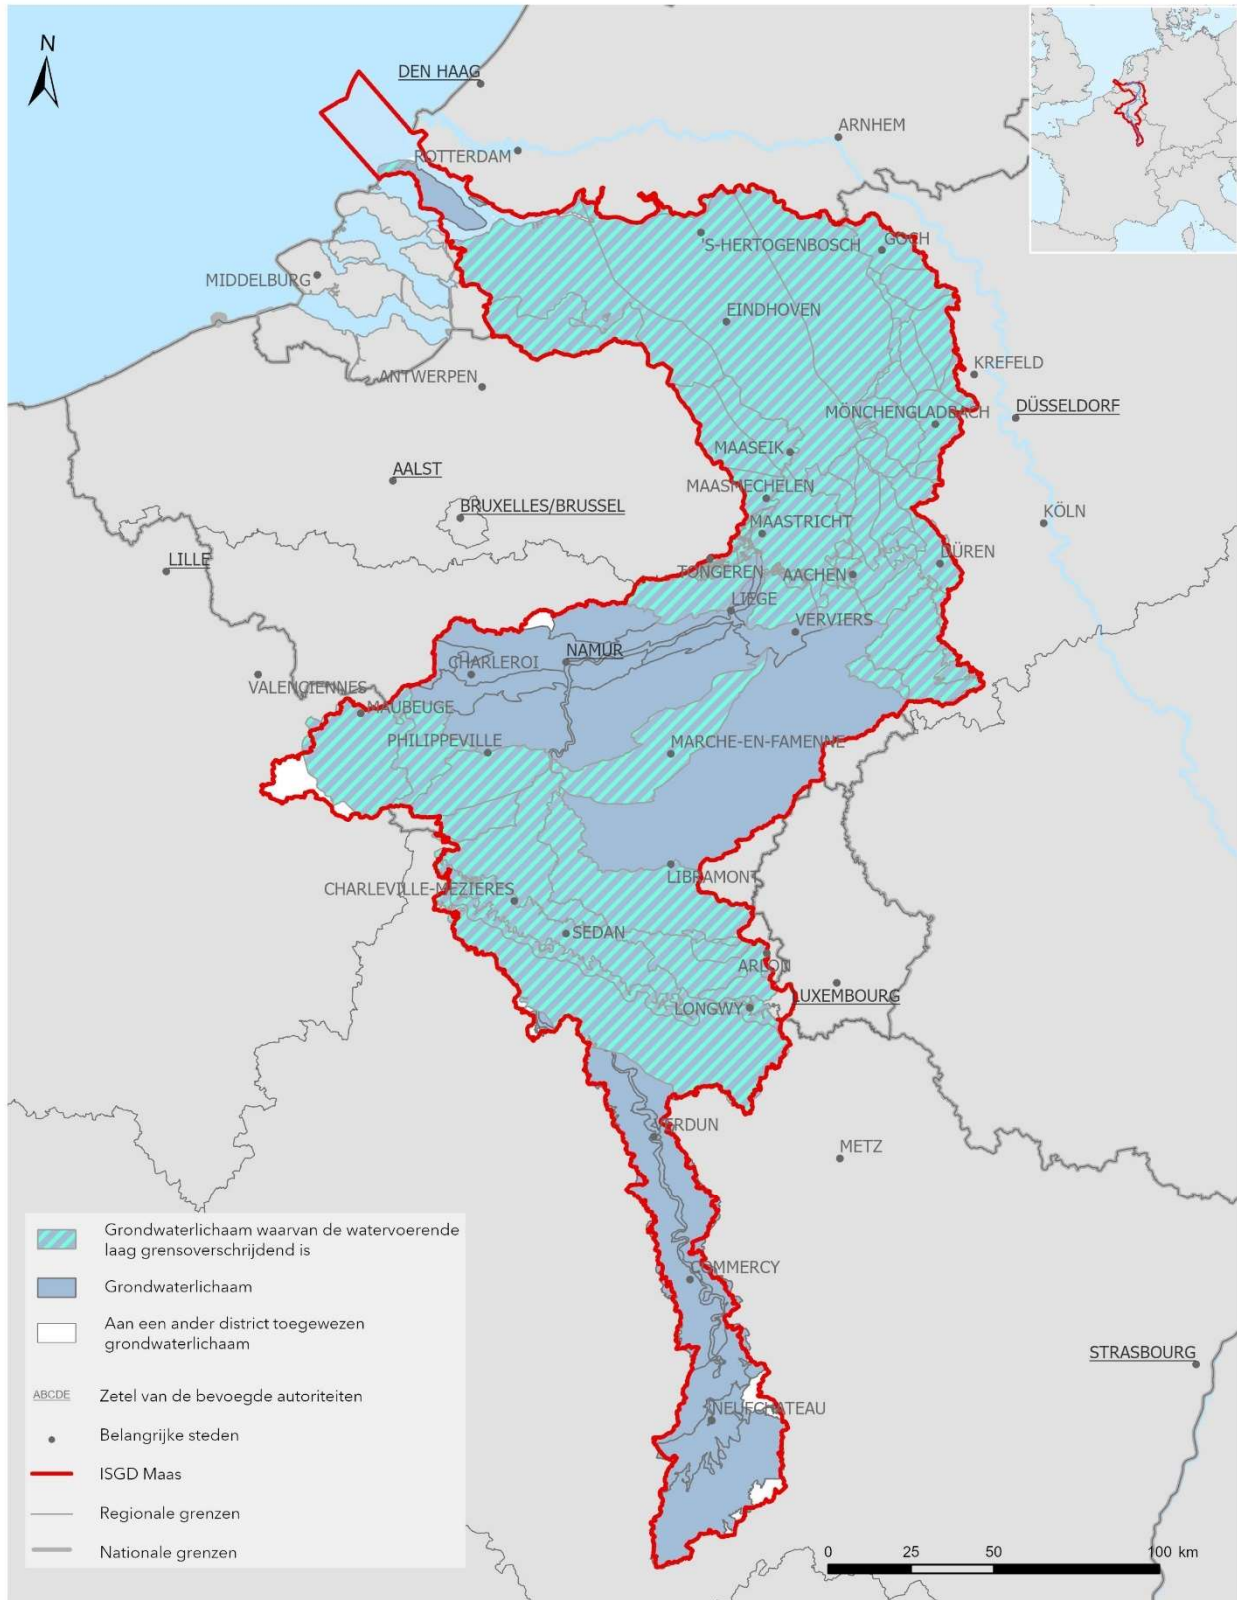 N
DEN HAAG
ARNHEM
ROTTERDAM
'S-HERTOGENBOSCH
GOCH
MIDDELBURG
EINDHOVEN
KREFELD
ANTWERPEN
DÜSSELDORF
MÖNCHENGLADBACH
MAASEIK
AALST
MAASMECHELEN
BRUXELLES/BRUSSEL
KÖLN
MAASTRICHT
LILLE
DÜREN
TONGEREN
AACHEN
LIEGE
VERVIERS
NAMUR
CHARLEROI
VALENCIENNES
MAUBEUGE
PHILIPPEVILLE
MARCHE-EN-FAMENNE
LIBRAMONT
CHARLEVILLE-MEZIERES
SEDAN
ARLON
LUXEMBOURG
LONGWY
VERDUN
METZ
COMMERCY
STRASBOURG
NEUFCHATEAU
Grondwaterlichaam waarvan de watervoerende
laag grensoverschrijdend is
Grondwaterlichaam
Aan een ander district toegewezen
grondwaterlichaam
ABCDE Zetel van de bevoegde autoriteiten
Belangrijke steden
ISGD Maas
Regionale grenzen
Nationale grenzen
0 25 50 100 km